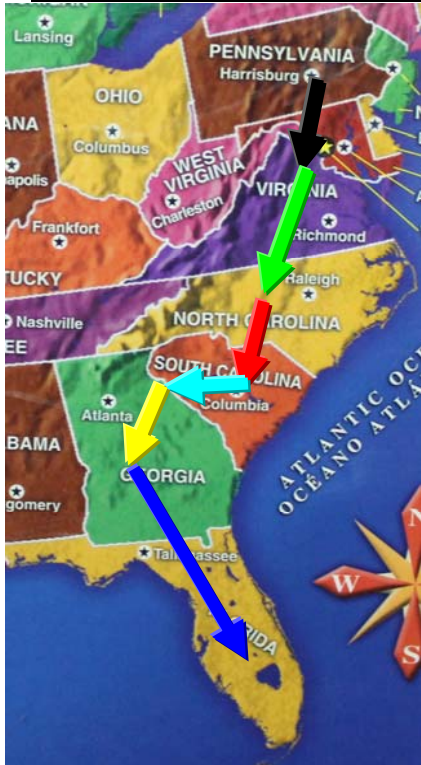 Lansing
PENNSYLVANIA
Harrisburg
OHIO
Columbus
ANA
napolis
WEST
VIRGINIA
Charleston
VIRGINIA
Richmond
Frankfort
TUCKY
Raleigh
Nashville
NORTH CAROLINA
EE
SOUTH CAROLINA
Columbia
Atlanta
ATLANTIC OC
OCÉANO ATLÁ
BAMA
GEORGIA
gomery
N
W
S